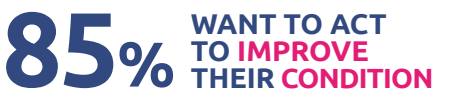 85% WANT TO ACT
TO IMPROVE
THEIR CONDITION